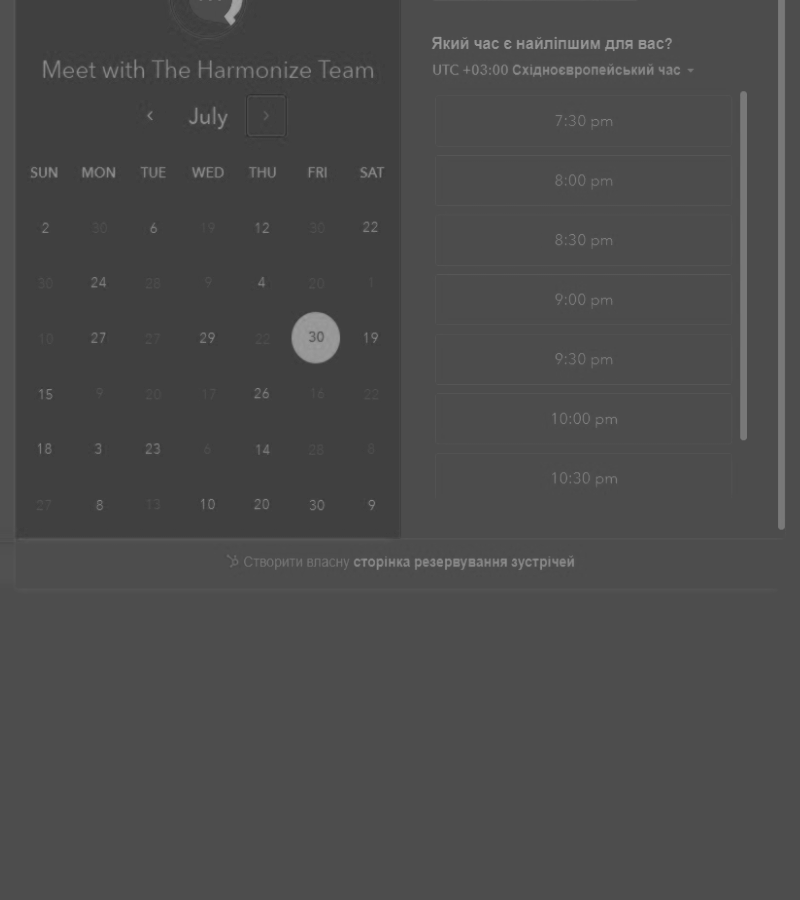 Meet with The Harmonize Team
July
SUN MON TUE WED THU FRI SAT
2 30 6 19 12 30 22
30 24 28 9 4 20 1
10 27 27 29 22 30 19
15 9 20 17 26 16 22
18 3 23 6 14 28 6
27 8 13 10 20 30 9
Який час є найліпшим для вас?
UTC +03:00 Східноєвропейський час
7:30 pm
8:00 pm
8:30 pm
9:00 pm
9:30 pm
10:00 pm
10:30 pm
Створити власну сторінка резервування зустрічей